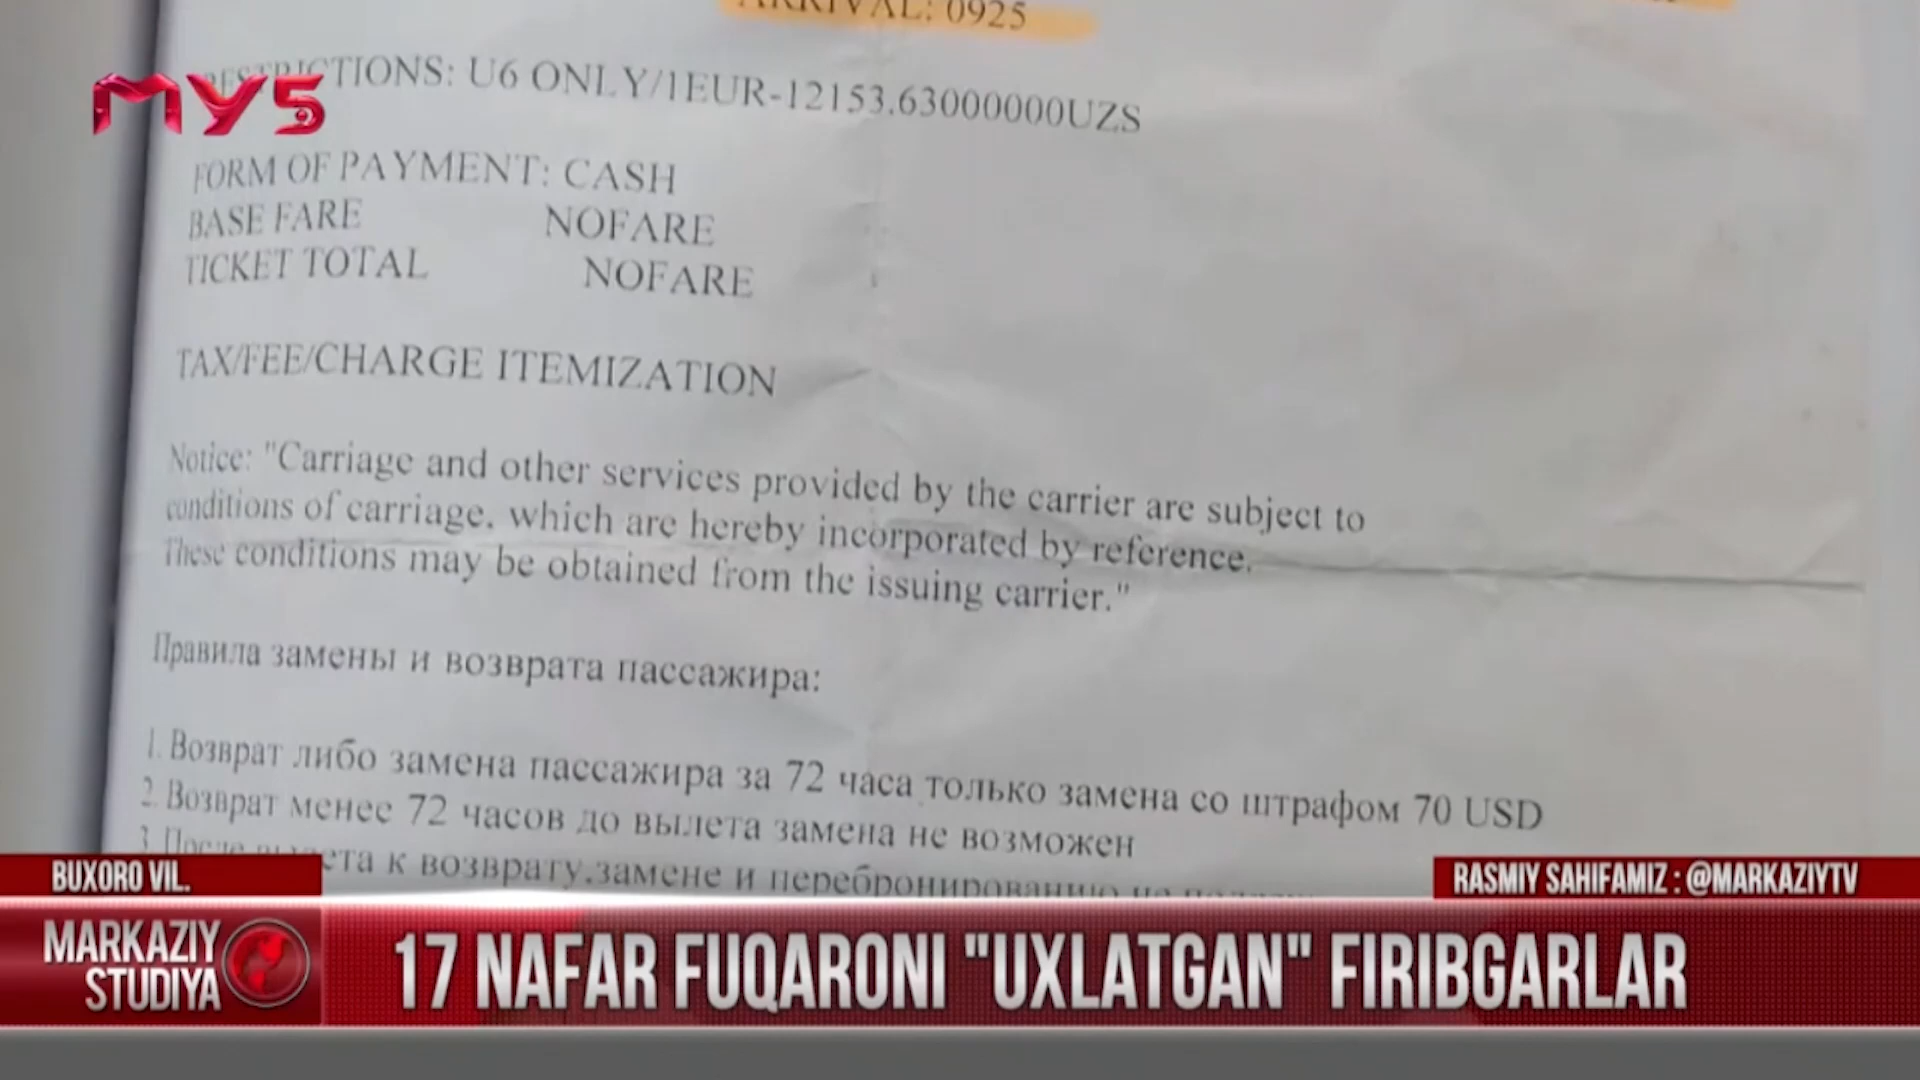 ARRIVAL: 0925
RESTRICTIONS: U6 ONLY/1EUR-12153.63000000UZS
MY5
FORM OF PAYMENT: CASH
BASE FARE NOFARE
TICKET TOTAL NOFARE
TAX/FEE/CHARGE ITEMIZATION
Notice: "Carriage and other services provided by the carrier are subject to
conditions of carriage, which are hereby incorporated by reference.
These conditions may be obtained from the issuing carrier."
Правила замены и возврата пассажира:
1. Возврат либо замена пассажира за 72 часа только замена со штрафом 70 USD
2. Возврат менее 72 часов до вылета замена не возможен
3. После вылета к возврату,замене и перебронированию не
BUXORO VIL.
RASMIY SAHIFAMIZ : @MARKAZIYTV
MARKAZIY
STUDIYA
17 NAFAR FUQARONI "UXLATGAN" FIRIBGARLAR